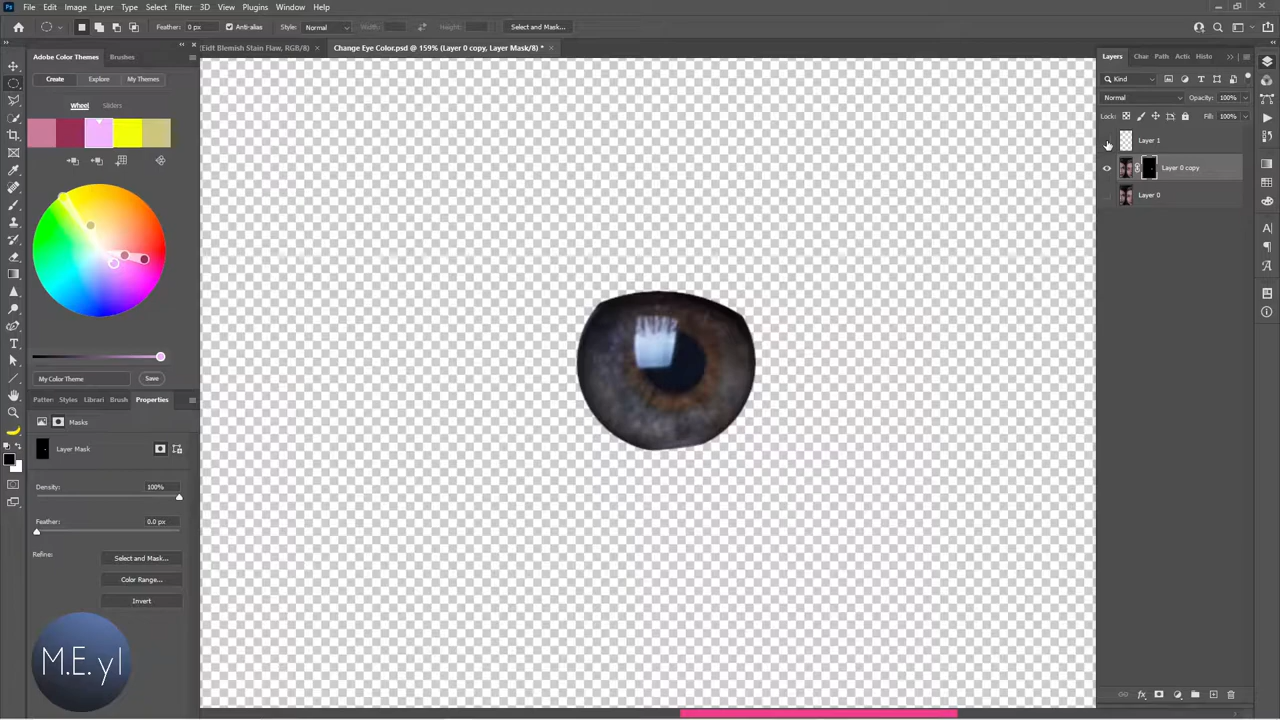 Ps File Edit Image Layer Type Select Filter 3D View Plugins Window Help
Feather: 0 px Anti-alias Style: Normal Width: Height: Select and Mask...
Eidt Blemish Stain Flaw, RGB/8) × Change Eye Color.psd @ 159% (Layer 0 copy, Layer Mask/8) * ×
Adobe Color Themes Brushes
Create Explore My Themes
Wheel Sliders
My Color Theme Save
Patter Styles Librari Brush Properties
Masks
Layer Mask
Density: 100%
Feather: 0.0 px
Refine: Select and Mask...
Color Range...
Invert
M.E. yl
Layers Char Path Actis Histo
Kind
Normal Opacity: 100%
Lock: Fill: 100%
Layer 1
Layer 0 copy
Layer 0